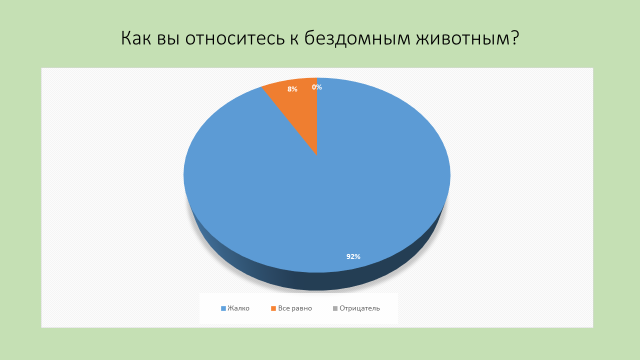 Как вы относитесь к бездомным животным?
8%
0%
92%
Жалко
Все равно
Отрицатель